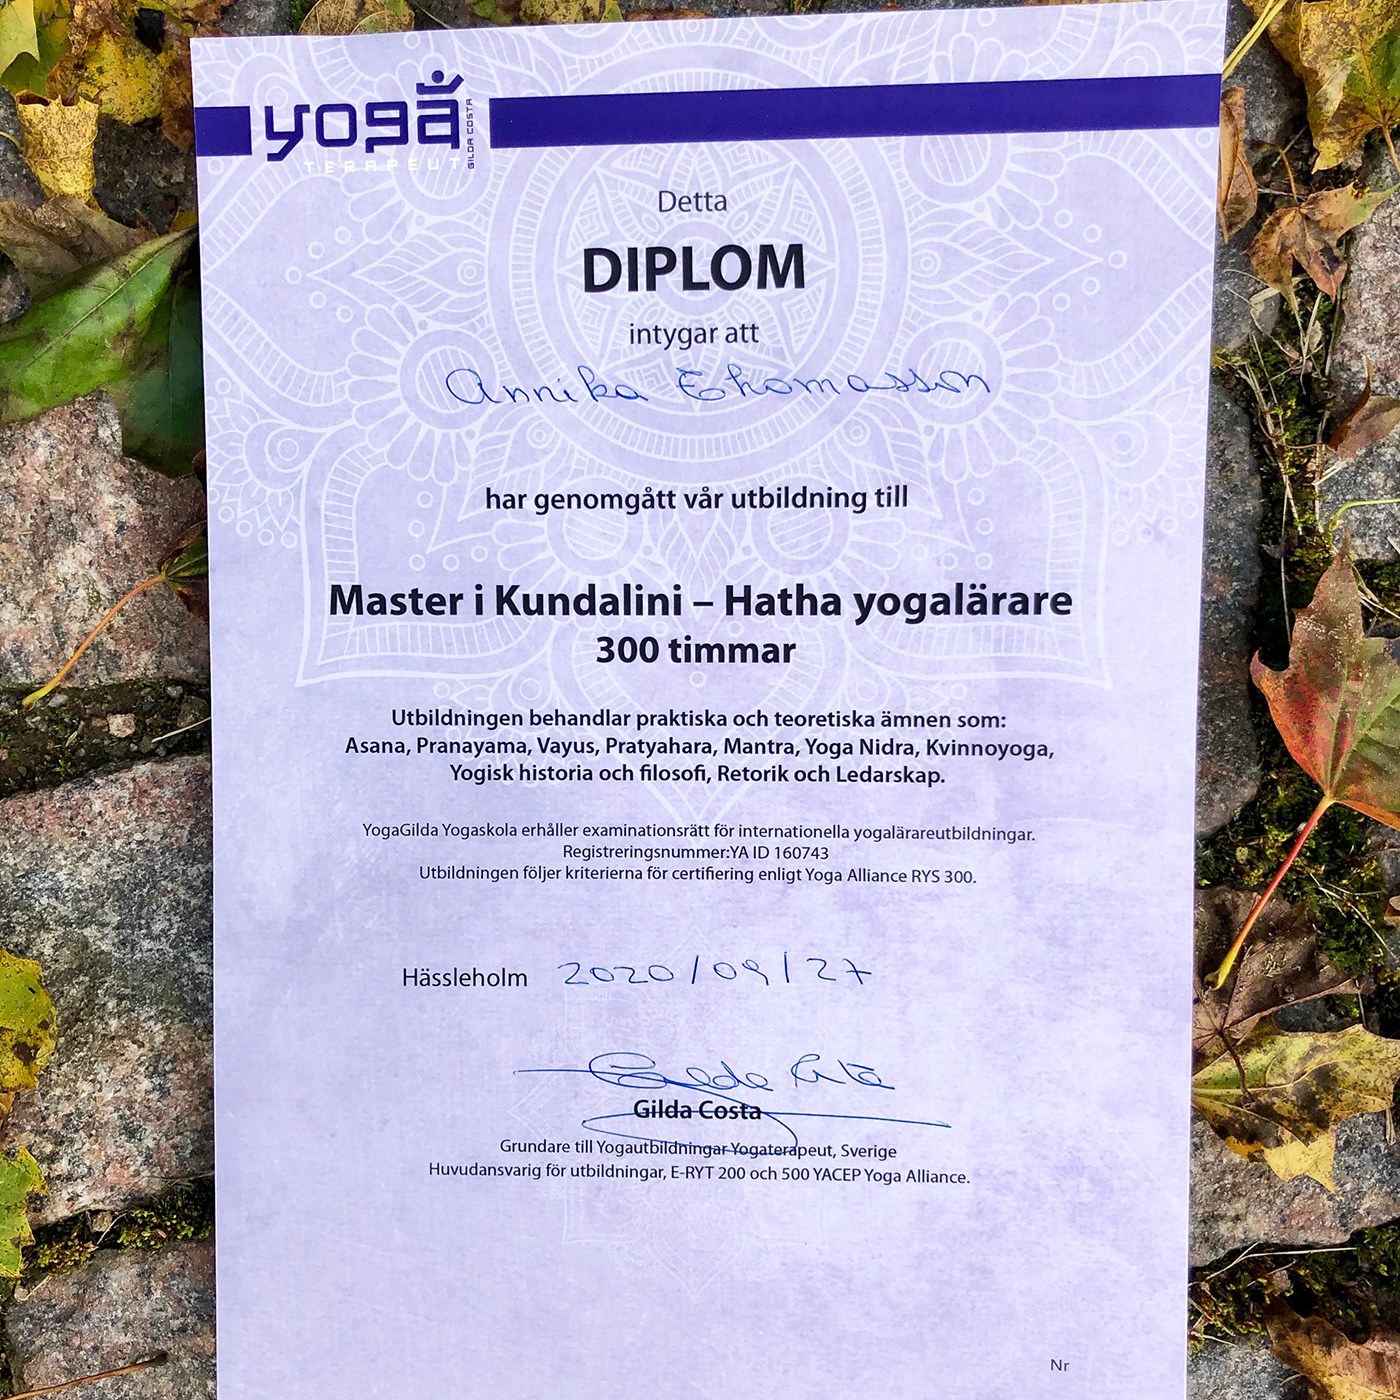 yoga
TERAPEUT
GILDA COSTA
Detta
DIPLOM
intygar att
Annika Thomasson
har genomgått vår utbildning till
Master i Kundalini – Hatha yogalärare
300 timmar
Utbildningen behandlar praktiska och teoretiska ämnen som:
Asana, Pranayama, Vayus, Pratyahara, Mantra, Yoga Nidra, Kvinnoyoga,
Yogisk historia och filosofi, Retorik och Ledarskap.
YogaGilda Yogaskola erhåller examinationsrätt för internationella yogalärareutbildningar.
Registreringsnummer:YA ID 160743
Utbildningen följer kriterierna för certifiering enligt Yoga Alliance RYS 300.
Hässleholm 2020/09/27
Gilda Costa
Gilda Costa
Grundare till Yogautbildningar Yogaterapeut, Sverige
Huvudansvarig för utbildningar, E-RYT 200 och 500 YACEP Yoga Alliance.
Nr